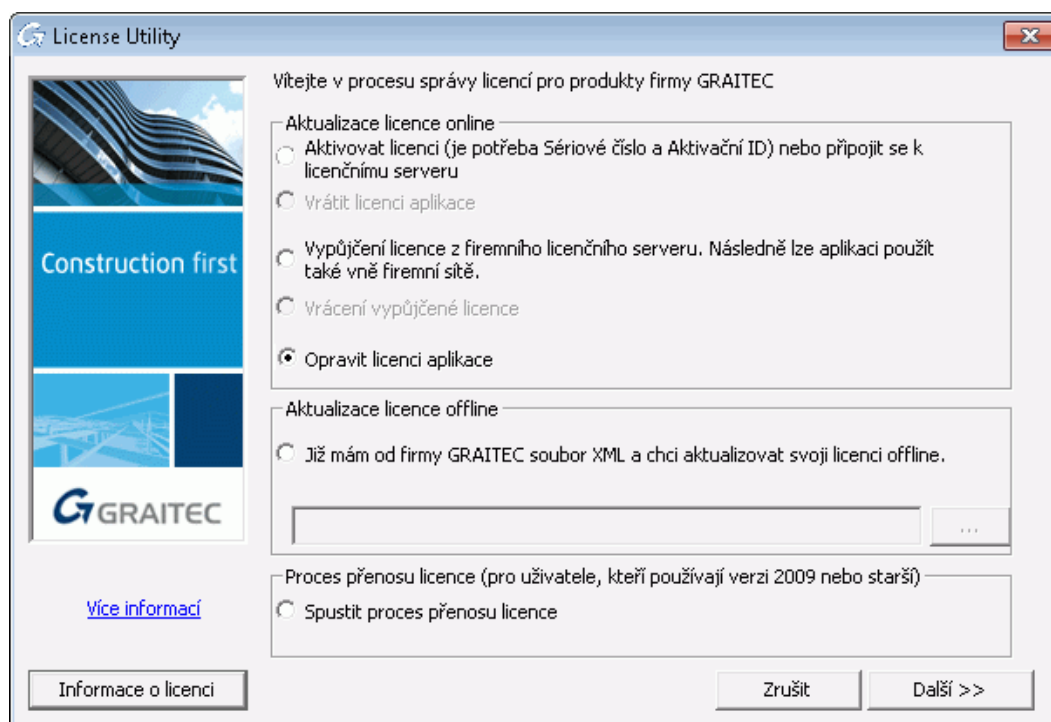 License Utility
Vítejte v procesu správy licencí pro produkty firmy GRAITEC
Aktualizace licence online
Aktivovat licenci (je potřeba Sériové číslo a Aktivační ID) nebo připojit se k
licenčnímu serveru
Vrátit licenci aplikace
Vypůjčení licence z firemního licenčního serveru. Následně lze aplikaci použít
také vně firemní sítě.
Vrácení vypůjčené licence
Opravit licenci aplikace
Aktualizace licence offline
Již mám od firmy GRAITEC soubor XML a chci aktualizovat svoji licenci offline.
...
Proces přenosu licence (pro uživatele, kteří používají verzi 2009 nebo starší)
Spustit proces přenosu licence
Construction first
GRAITEC
Více informací
Informace o licenci
Zrušit
Další >>